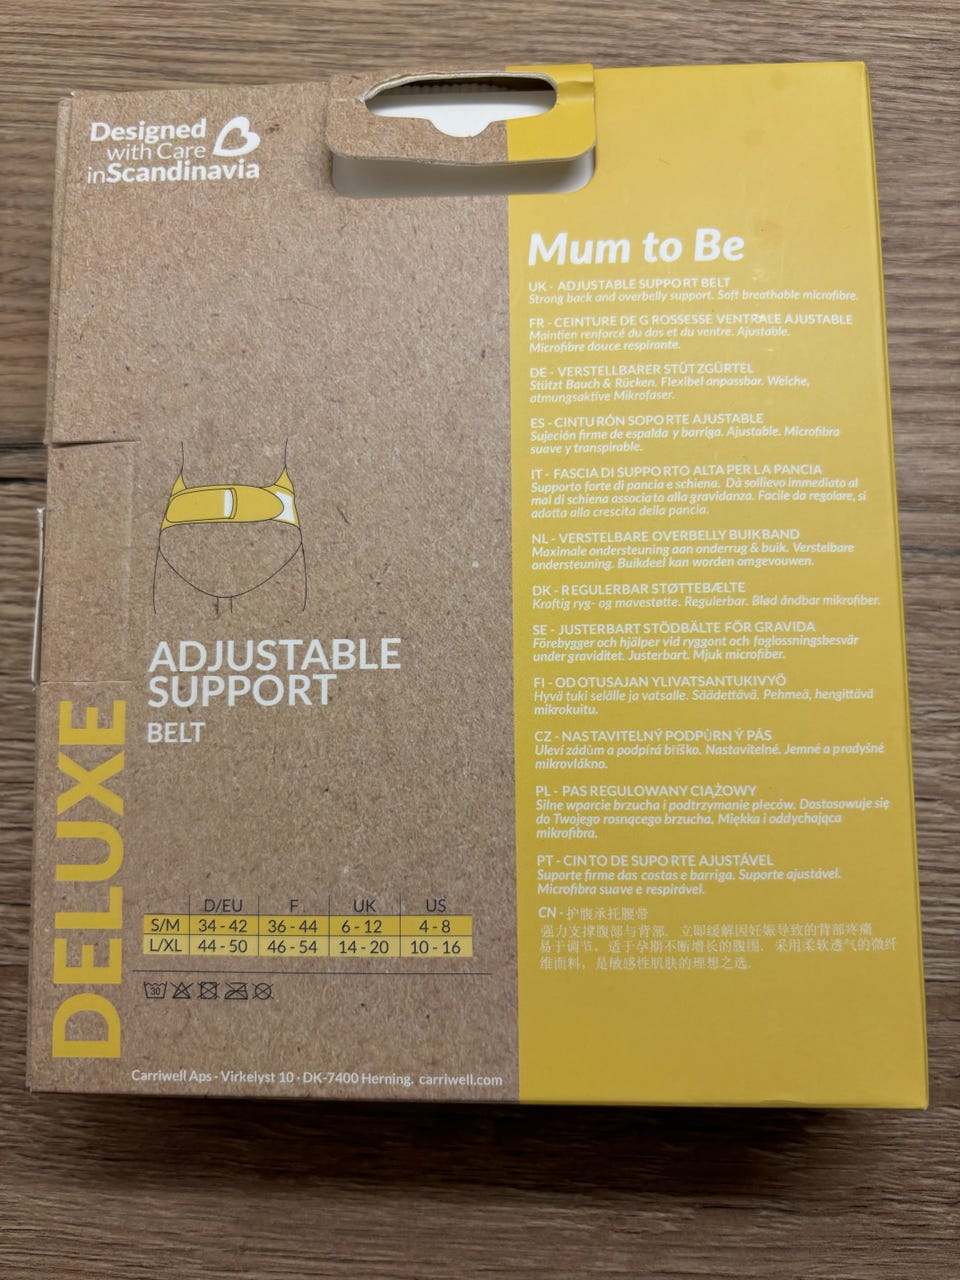 Designed
with Care
in Scandinavia
Mum to Be
UK - ADJUSTABLE SUPPORT BELT
Strong back and overbelly support. Soft breathable microfibre.
FR - CEINTURE DE G ROSSESSE VENTRALE AJUSTABLE
Maintien renforcé du dos et du ventre. Ajustable.
Microfibre douce respirante.
DE - VERSTELLBARER STÜTZGÜRTEL
Stützt Bauch & Rücken. Flexibel anpassbar. Weiche,
atmungsaktive Mikrofaser.
ES - CINTURÓN SOPORTE AJUSTABLE
Sujeción firme de espalda y barriga. Ajustable. Microfibra
suave y transpirable.
IT - FASCIA DI SUPPORTO ALTA PER LA PANCIA
Supporto forte di pancia e schiena. Dà sollievo immediato al
mal di schiena associato alla gravidanza. Facile da regolare, si
adatta alla crescita della pancia.
NL - VERSTELBARE OVERBELLY BUIKBAND
Maximale ondersteuning aan onderrug & buik. Verstelbare
ondersteuning. Buikdeel kan worden omgevouwen.
DK - REGULERBAR STØTTEBÆLTE
Kraftig ryg- og mavestøtte. Regulerbar. Blød åndbar mikrofiber.
SE - JUSTERBART STÖDBÄLTE FÖR GRAVIDA
Förebygger och hjälper vid ryggont och foglossningsbesvär
under graviditet. Justerbart. Mjuk microfiber.
FI - ODOTUSAJAN YLIVATSANTUKIVYÖ
Hyvä tuki selälle ja vatsalle. Säädettävä. Pehmeä, hengittävä
mikrokuitu.
CZ - NASTAVITELNÝ PODPŮRNÝ PÁS
Uleví zádům a podpírá bříško. Nastavitelné. Jemné a prodyšné
mikrovlákno.
PL - PAS REGULOWANY CIĄŻOWY
Silne wparcie brzucha i podtrzymanie pleców. Dostosowuje się
do Twojego rosnącego brzucha. Miękka i oddychająca
mikrofibra.
PT - CINTO DE SUPORTE AJUSTÁVEL
Suporte firme das costas e barriga. Suporte ajustável.
Microfibra suave e respirável.
CN - 护腹承托腰带
强力支撑腹部与背部. 立即缓解因妊娠导致的背部疼痛
易于调节, 适于孕期不断增长的腹围. 采用柔软透气的微纤
维面料, 是敏感性肌肤的理想之选.
ADJUSTABLE
SUPPORT
BELT
DELUXE
D/EU F UK US
S/M 34 - 42 36 - 44 6 - 12 4 - 8
L/XL 44 - 50 46 - 54 14 - 20 10 - 16
30
Carriwell Aps · Virkelyst 10 · DK-7400 Herning. carriwell.com